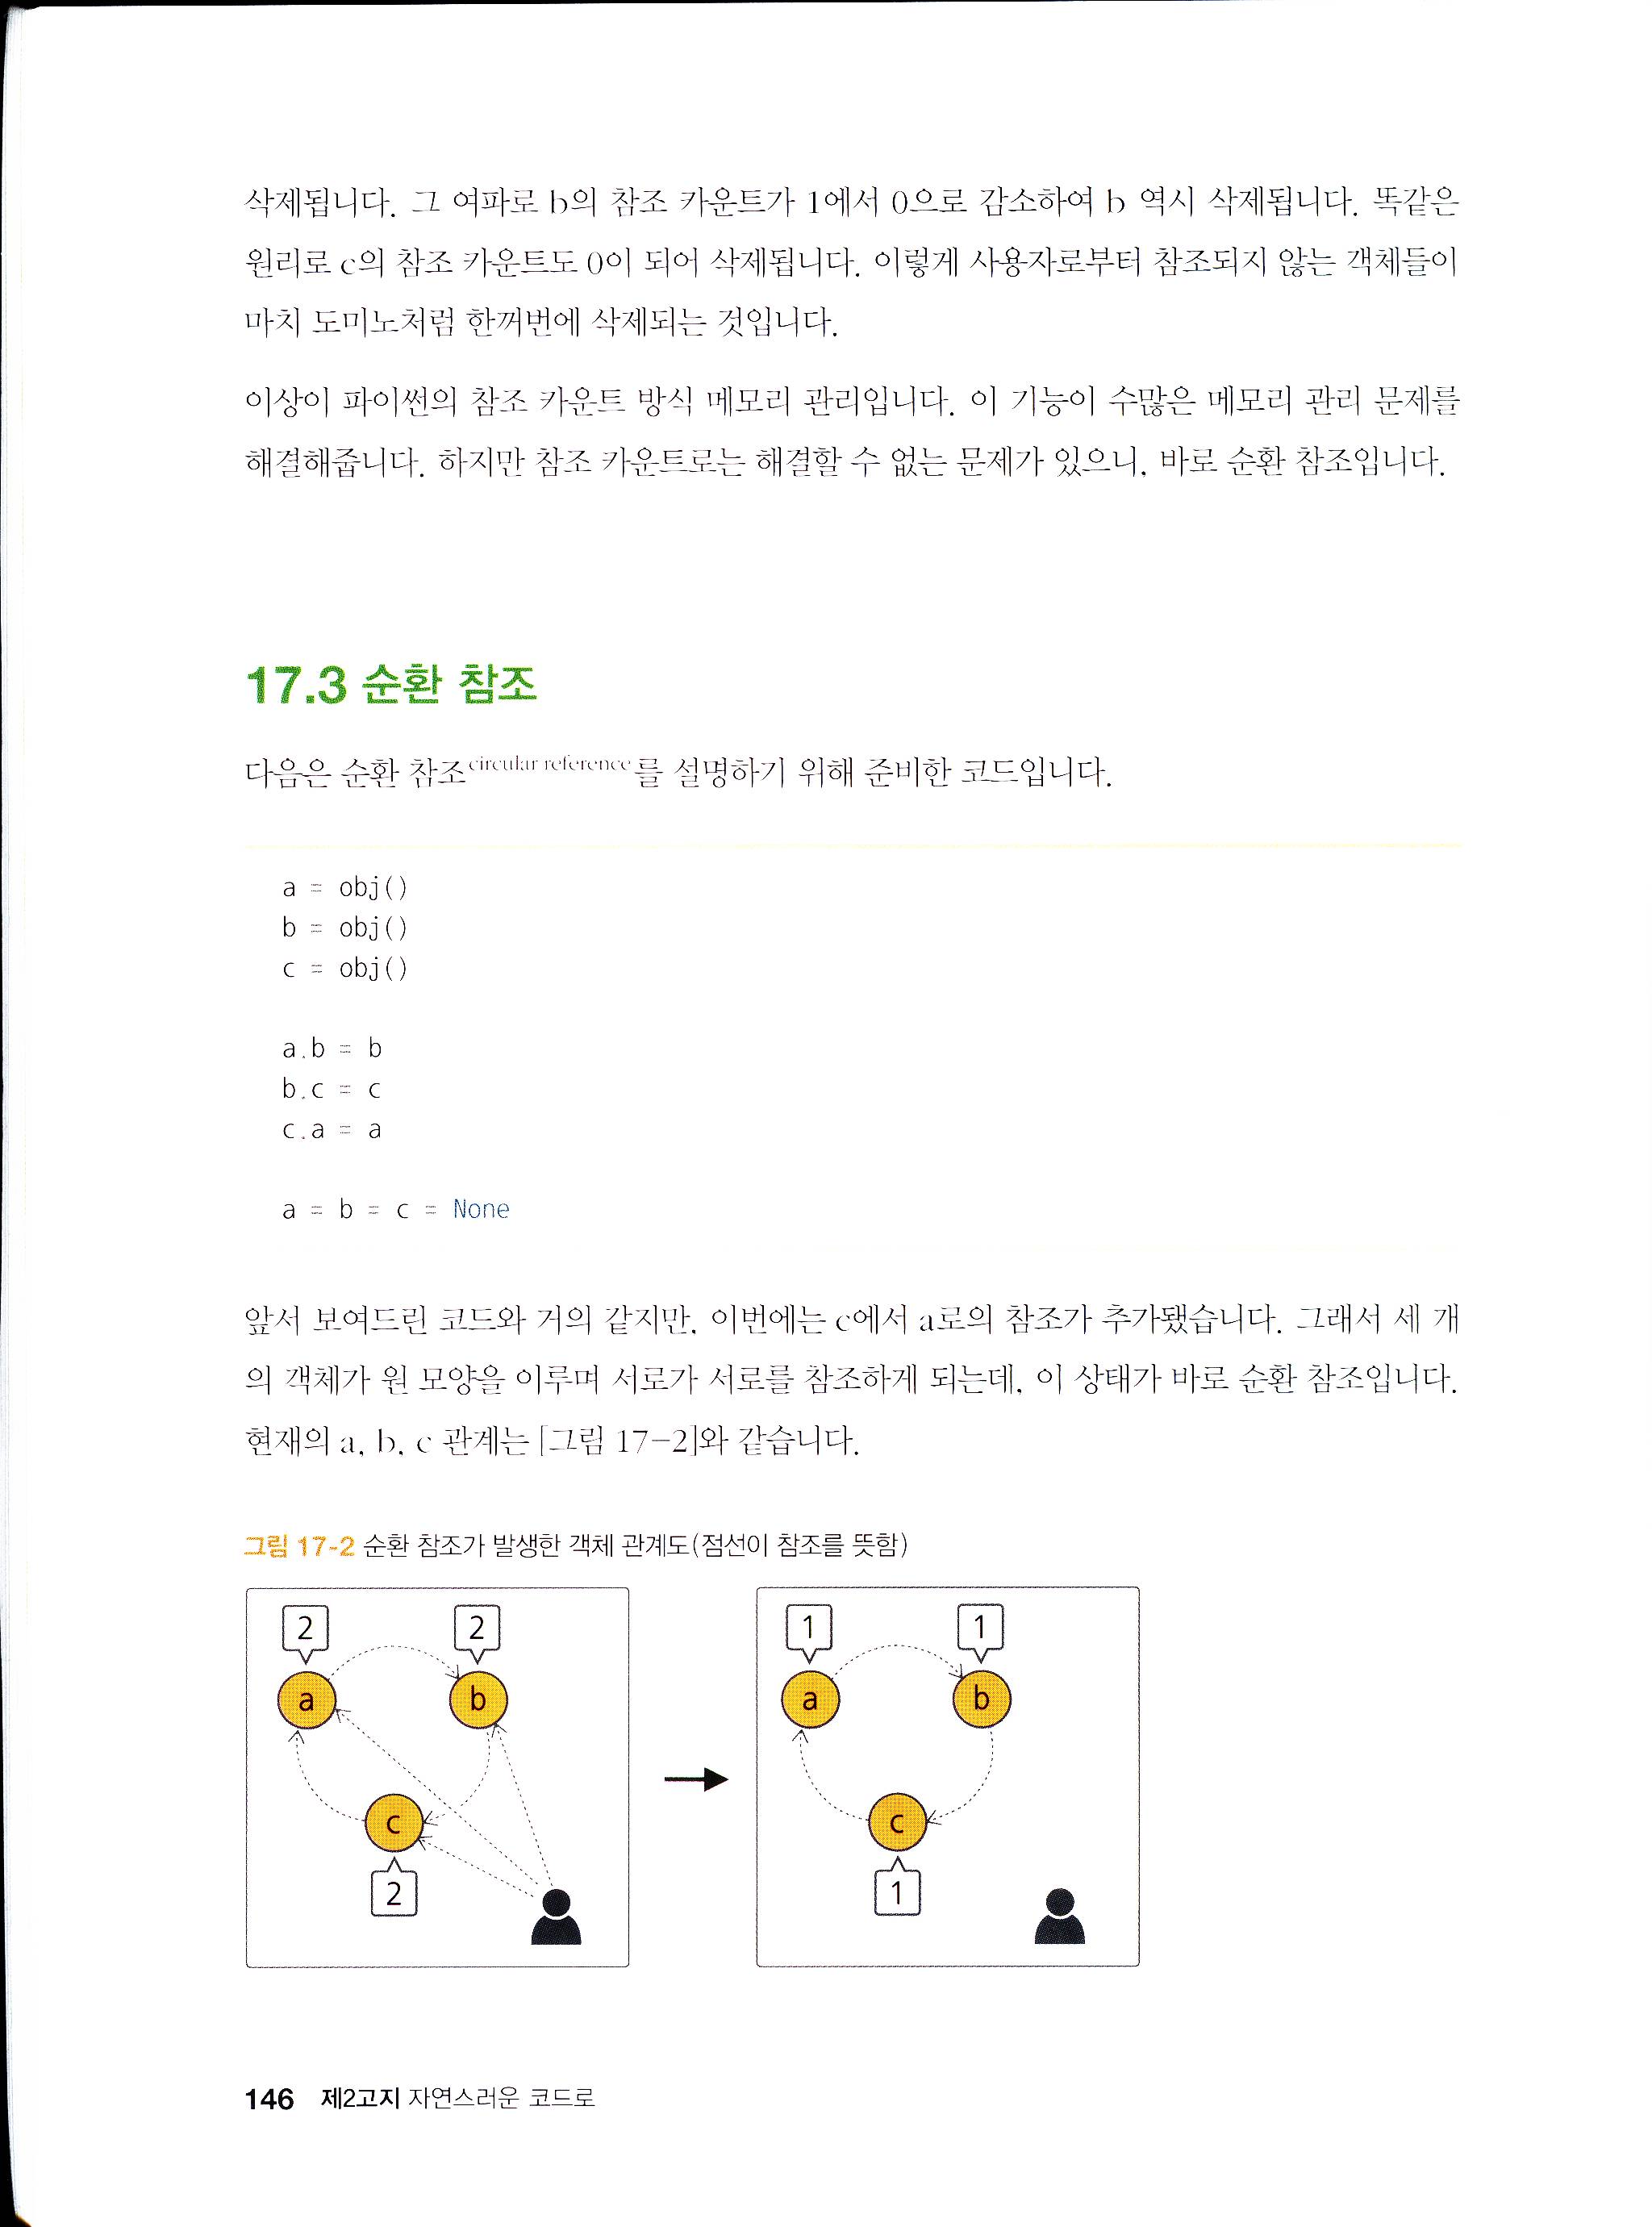 삭제됩니다. 그 여파로 b의 참조 카운트가 1에서 0으로 감소하여 b 역시 삭제됩니다. 똑같은
원리로 c의 참조 카운트도 0이 되어 삭제됩니다. 이렇게 사용자로부터 참조되지 않는 객체들이
마치 도미노처럼 한꺼번에 삭제되는 것입니다.
이상이 파이썬의 참조 카운트 방식 메모리 관리입니다. 이 기능이 수많은 메모리 관리 문제를
해결해줍니다. 하지만 참조 카운트로는 해결할 수 없는 문제가 있으니, 바로 순환 참조입니다.
17.3 순환 참조
다음은 순환 참조circular reference를 설명하기 위해 준비한 코드입니다.
a = obj()
b = obj()
c = obj()
a.b = b
b.c = c
c.a = a
a = b = c = None
앞서 보여드린 코드와 거의 같지만, 이번에는 c에서 a로의 참조가 추가됐습니다. 그래서 세 개
의 객체가 원 모양을 이루며 서로가 서로를 참조하게 되는데, 이 상태가 바로 순환 참조입니다.
현재의 a, b, c 관계는 [그림 17-2]와 같습니다.
그림 17-2 순환 참조가 발생한 객체 관계도(점선이 참조를 뜻함)
2 2
a b
c
2
1 1
a b
c
1
146 제2고지 자연스러운 코드로